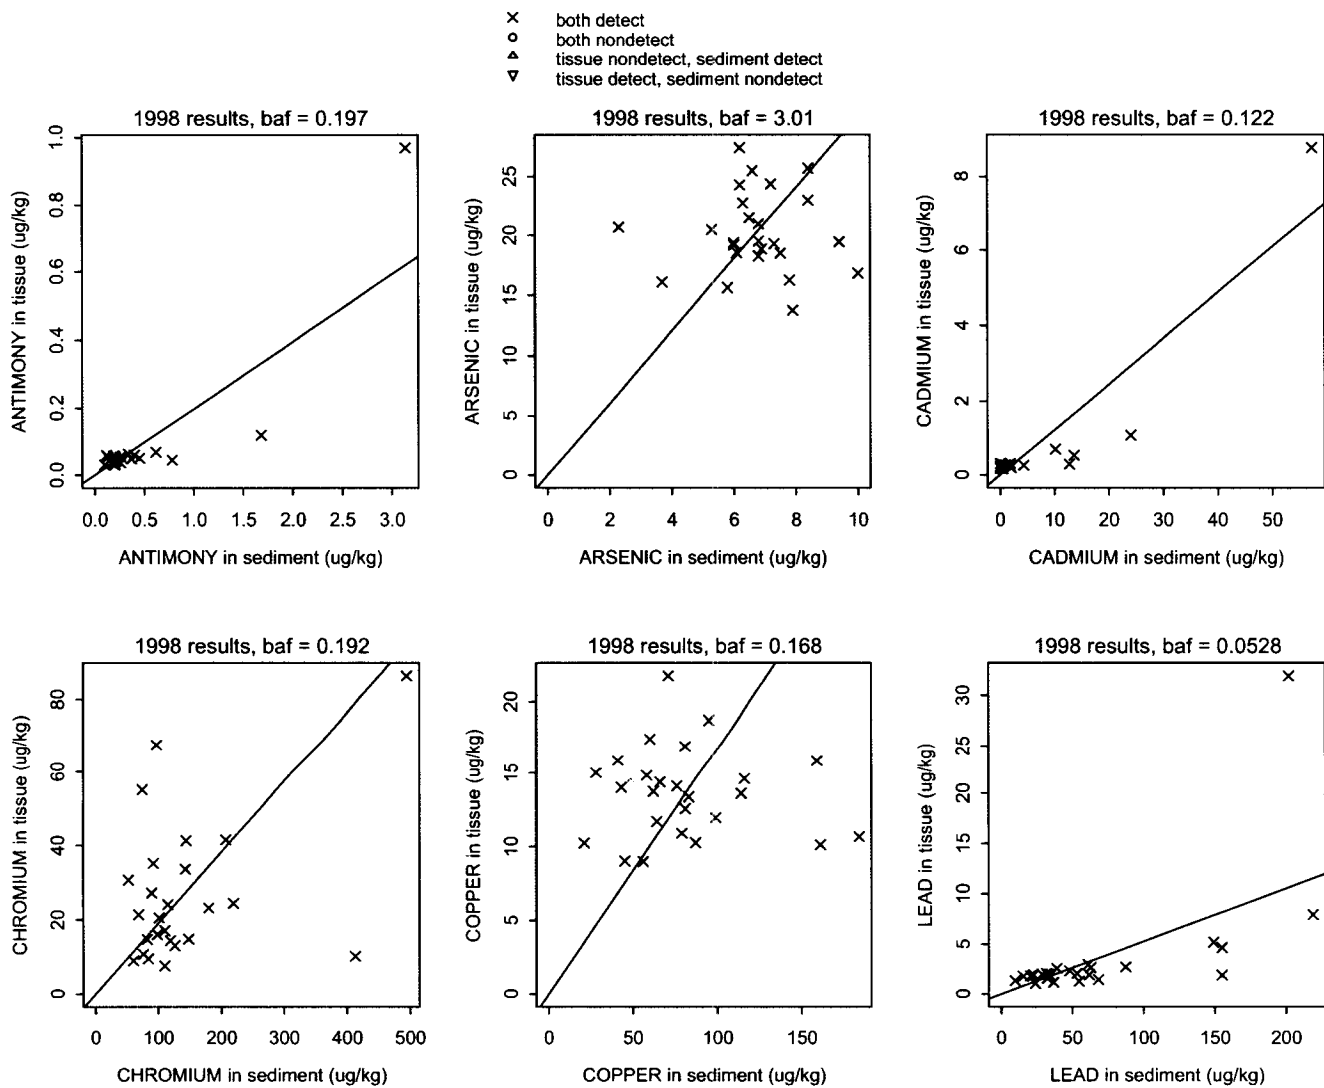 both detect
both nondetect
tissue nondetect, sediment detect
tissue detect, sediment nondetect
1998 results, baf = 0.197
ANTIMONY in tissue (ug/kg)
0.0 0.2 0.4 0.6 0.8 1.0
0.0 0.5 1.0 1.5 2.0 2.5 3.0
ANTIMONY in sediment (ug/kg)
1998 results, baf = 3.01
ARSENIC in tissue (ug/kg)
0 5 10 15 20 25
0 2 4 6 8 10
ARSENIC in sediment (ug/kg)
1998 results, baf = 0.122
CADMIUM in tissue (ug/kg)
0 2 4 6 8
0 10 20 30 40 50
CADMIUM in sediment (ug/kg)
1998 results, baf = 0.192
CHROMIUM in tissue (ug/kg)
0 20 40 60 80
0 100 200 300 400 500
CHROMIUM in sediment (ug/kg)
1998 results, baf = 0.168
COPPER in tissue (ug/kg)
0 5 10 15 20
0 50 100 150
COPPER in sediment (ug/kg)
1998 results, baf = 0.0528
LEAD in tissue (ug/kg)
0 5 10 15 20 25 30
0 50 100 150 200
LEAD in sediment (ug/kg)